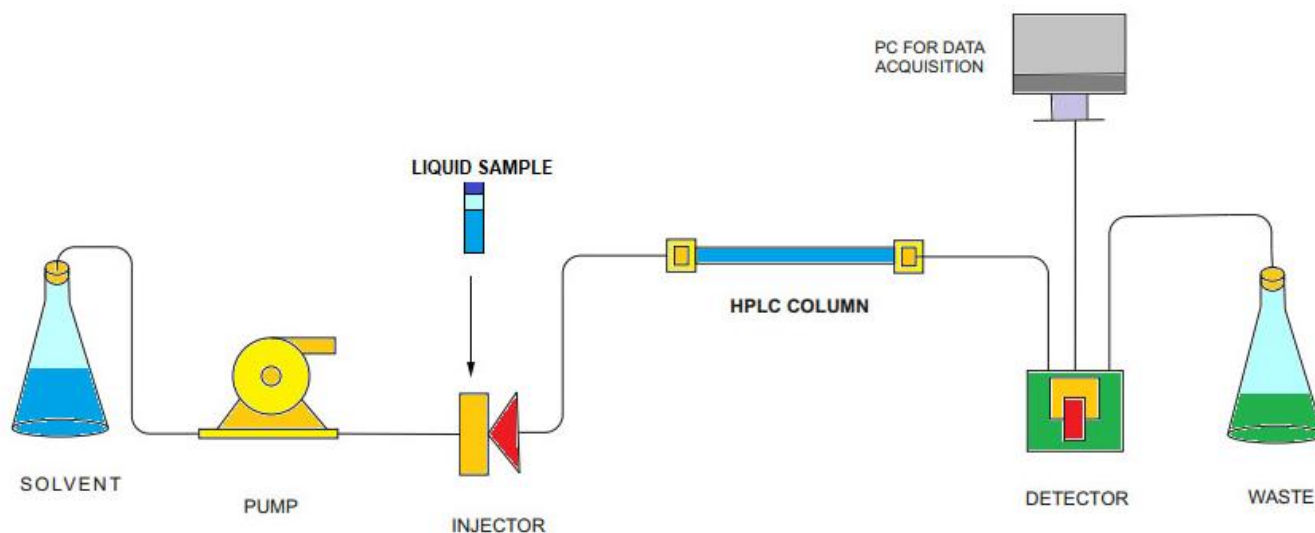 PC FOR DATA
ACQUISITION
LIQUID SAMPLE
HPLC COLUMN
SOLVENT
PUMP
INJECTOR
DETECTOR
WASTE